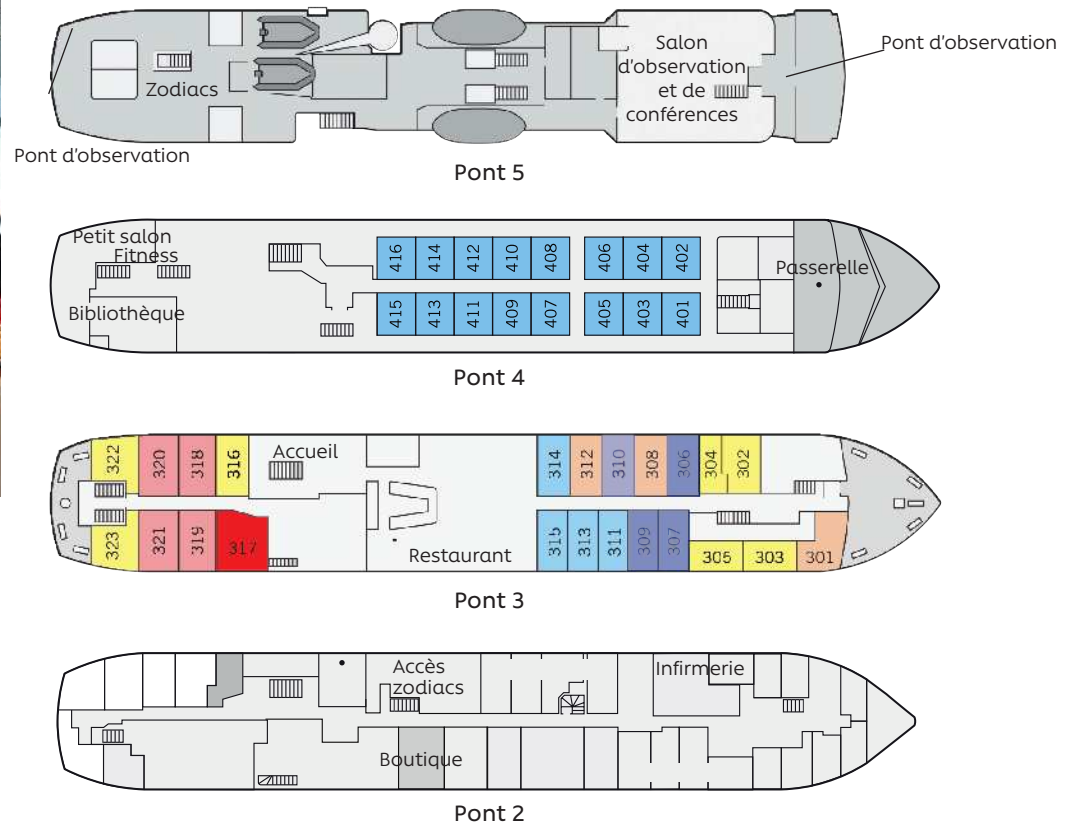 Salon
d'observation
et de
conférences
Pont d'observation
Zodiacs
Pont d'observation
Pont 5
Petit salon
Fitness
Bibliothèque
416 414 412 410 408 406 404 402
415 413 411 409 407 405 403 401
Passerelle
Pont 4
322 320 318 316
Accueil
314 312 310 308 306 304 302
323 321 319 317
Restaurant
315 313 311 309 307 305 303 301
Pont 3
Accès
zodiacs
Infirmerie
Boutique
Pont 2